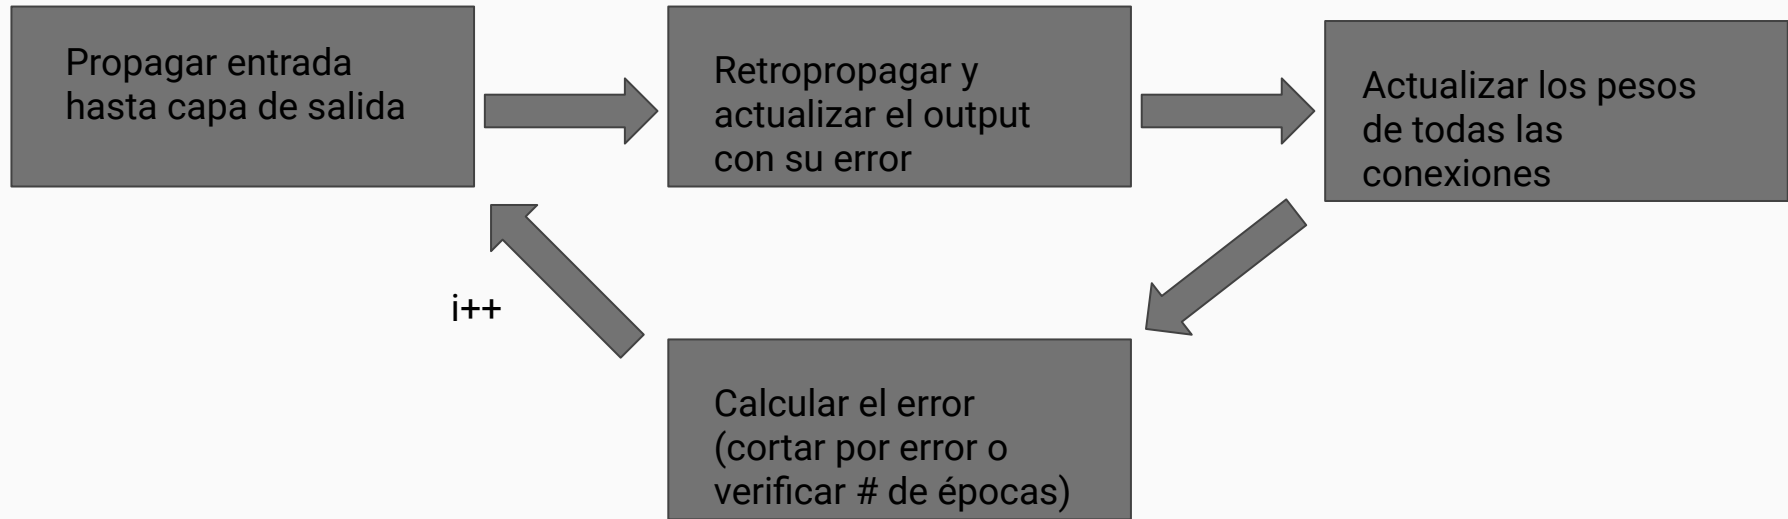 Propagar entrada
hasta capa de salida
Retropropagar y
actualizar el output
con su error
Actualizar los pesos
de todas las
conexiones
i++
Calcular el error
(cortar por error o
verificar # de épocas)